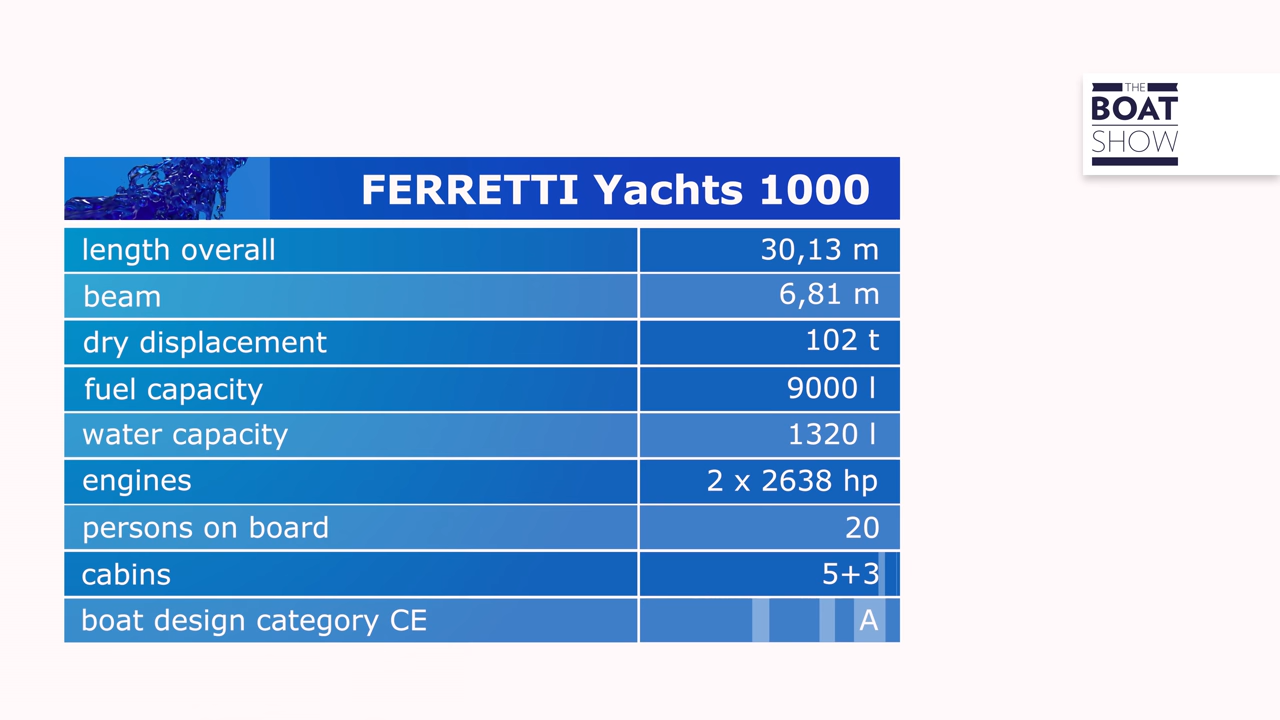 THE
BOAT
SHOW
FERRETTI Yachts 1000
length overall 30,13 m
beam 6,81 m
dry displacement 102 t
fuel capacity 9000 l
water capacity 1320 l
engines 2 x 2638 hp
persons on board 20
cabins 5+3
boat design category CE A